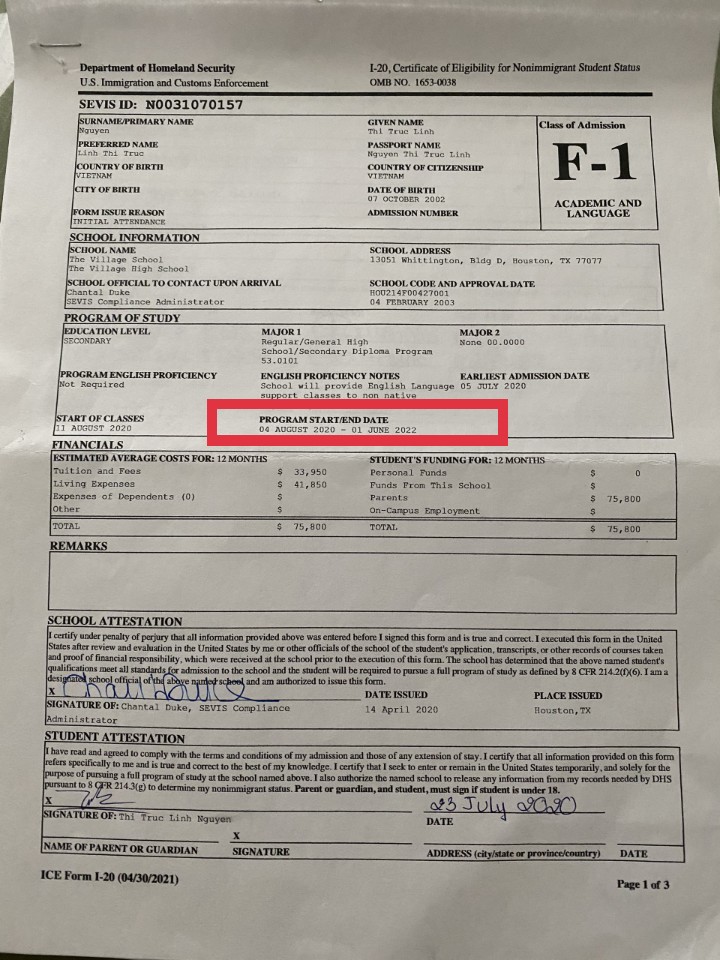 Department of Homeland Security
U.S. Immigration and Customs Enforcement
I-20, Certificate of Eligibility for Nonimmigrant Student Status
OMB NO. 1653-0038
SEVIS ID: N0031070157
SURNAME/PRIMARY NAME
Nguyen
GIVEN NAME
Thi Truc Linh
PREFERRED NAME
Linh Thi Truc
PASSPORT NAME
Nguyen Thi Truc Linh
COUNTRY OF BIRTH
VIETNAM
COUNTRY OF CITIZENSHIP
VIETNAM
CITY OF BIRTH
DATE OF BIRTH
07 OCTOBER 2002
FORM ISSUE REASON
INITIAL ATTENDANCE
ADMISSION NUMBER
Class of Admission
F-1
ACADEMIC AND
LANGUAGE
SCHOOL INFORMATION
SCHOOL NAME
The Village School
The Village High School
SCHOOL ADDRESS
13051 Whittington, Bldg D, Houston, TX 77077
SCHOOL OFFICIAL TO CONTACT UPON ARRIVAL
Chantal Duke
SEVIS Compliance Administrator
SCHOOL CODE AND APPROVAL DATE
HOU214F00427001
04 FEBRUARY 2003
PROGRAM OF STUDY
EDUCATION LEVEL
SECONDARY
MAJOR 1
Regular/General High
School/Secondary Diploma Program
53.0101
MAJOR 2
None 00.0000
PROGRAM ENGLISH PROFICIENCY
Not Required
ENGLISH PROFICIENCY NOTES
School will provide English Language
support classes to non native
EARLIEST ADMISSION DATE
05 JULY 2020
START OF CLASSES
11 AUGUST 2020
PROGRAM START/END DATE
04 AUGUST 2020 - 01 JUNE 2022
FINANCIALS
ESTIMATED AVERAGE COSTS FOR: 12 MONTHS
Tuition and Fees $ 33,950
Living Expenses $ 41,850
Expenses of Dependents (0) $
Other $
TOTAL $ 75,800
STUDENT'S FUNDING FOR: 12 MONTHS
Personal Funds $ 0
Funds From This School $
Parents $ 75,800
On-Campus Employment $
TOTAL $ 75,800
REMARKS
SCHOOL ATTESTATION
I certify under penalty of perjury that all information provided above was entered before I signed this form and is true and correct. I executed this form in the United
States after review and evaluation in the United States by me or other officials of the school of the student's application, transcripts, or other records of courses taken
and proof of financial responsibility, which were received at the school prior to the execution of this form. The school has determined that the above named student's
qualifications meet all standards for admission to the school and the student will be required to pursue a full program of study as defined by 8 CFR 214.2(f)(6). I am a
designated school official of the above named school and am authorized to issue this form.
X
SIGNATURE OF: Chantal Duke, SEVIS Compliance
Administrator
DATE ISSUED
14 April 2020
PLACE ISSUED
Houston,TX
STUDENT ATTESTATION
I have read and agreed to comply with the terms and conditions of my admission and those of any extension of stay. I certify that all information provided on this form
refers specifically to me and is true and correct to the best of my knowledge. I certify that I seek to enter or remain in the United States temporarily, and solely for the
purpose of pursuing a full program of study at the school named above. I also authorize the named school to release any information from my records needed by DHS
pursuant to 8 CFR 214.3(g) to determine my nonimmigrant status. Parent or guardian, and student, must sign if student is under 18.
X
SIGNATURE OF: Thi Truc Linh Nguyen
23 July 2020
DATE
X
NAME OF PARENT OR GUARDIAN
SIGNATURE
ADDRESS (city/state or province/country)
DATE
ICE Form I-20 (04/30/2021)
Page 1 of 3